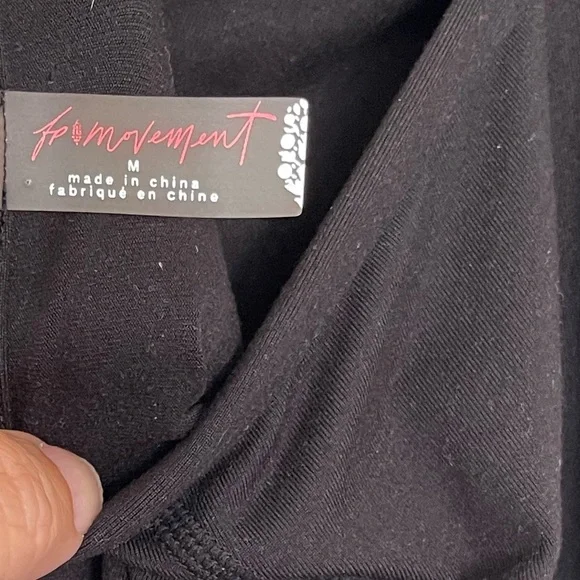 fp movement
M
made in china
fabriqué en chine